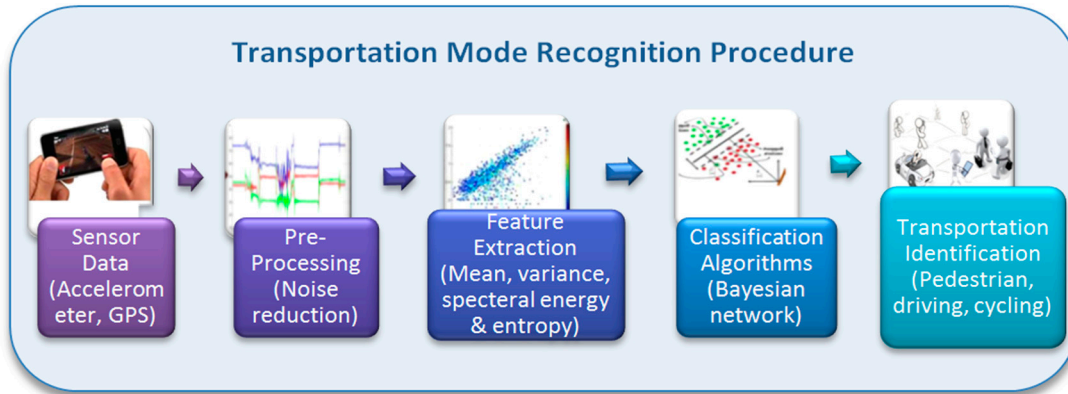 Transportation Mode Recognition Procedure
Sensor
Data
(Accelerom
eter, GPS)
Pre-
Processing
(Noise
reduction)
Feature
Extraction
(Mean, variance,
specteral energy
& entropy)
Classification
Algorithms
(Bayesian
network)
Transportation
Identification
(Pedestrian,
driving, cycling)